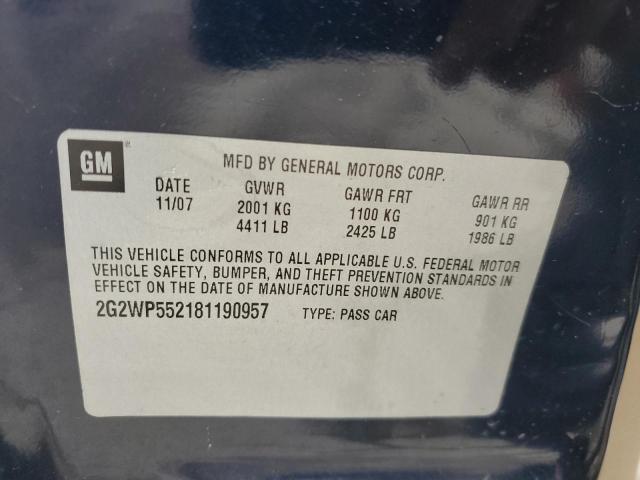 GM
MFD BY GENERAL MOTORS CORP.
DATE GVWR GAWR FRT GAWR RR
11/07 2001 KG 1100 KG 901 KG
4411 LB 2425 LB 1986 LB
THIS VEHICLE CONFORMS TO ALL APPLICABLE U.S. FEDERAL MOTOR
VEHICLE SAFETY, BUMPER, AND THEFT PREVENTION STANDARDS IN
EFFECT ON THE DATE OF MANUFACTURE SHOWN ABOVE.
2G2WP552181190957 TYPE: PASS CAR